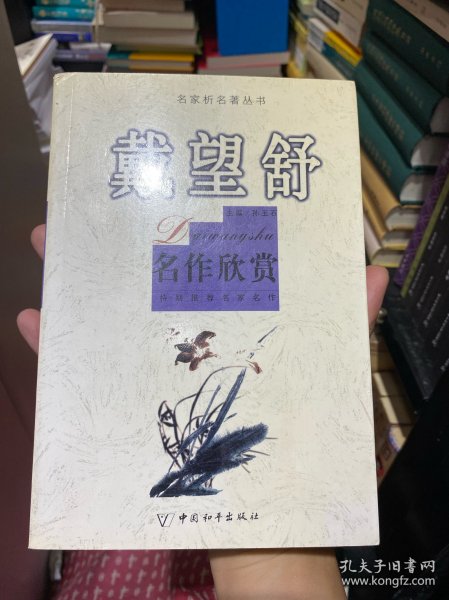 名家析名著丛书
戴望舒
主编 孙玉石
Daiwangshu
名作欣赏
特别推荐名家名作
中国和平出版社
孔夫子旧书网
www.kongfz.com